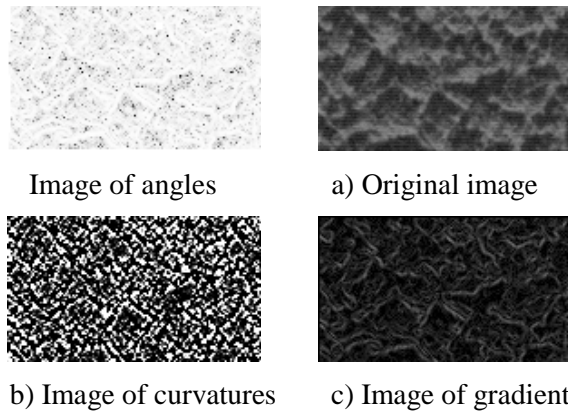 Image of angles
a) Original image
b) Image of curvatures
c) Image of gradient